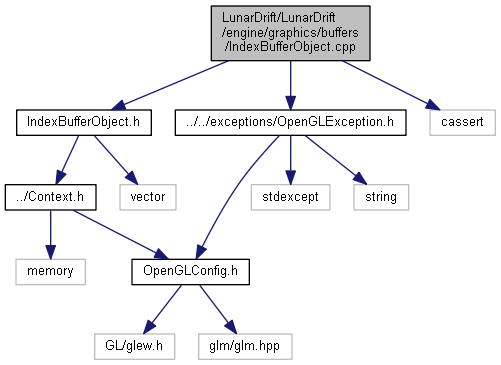 LunarDrift/LunarDrift
/engine/graphics/buffers
/IndexBufferObject.cpp
IndexBufferObject.h
../../exceptions/OpenGLException.h
cassert
../Context.h
vector
stdexcept
string
memory
OpenGLConfig.h
GL/glew.h
glm/glm.hpp